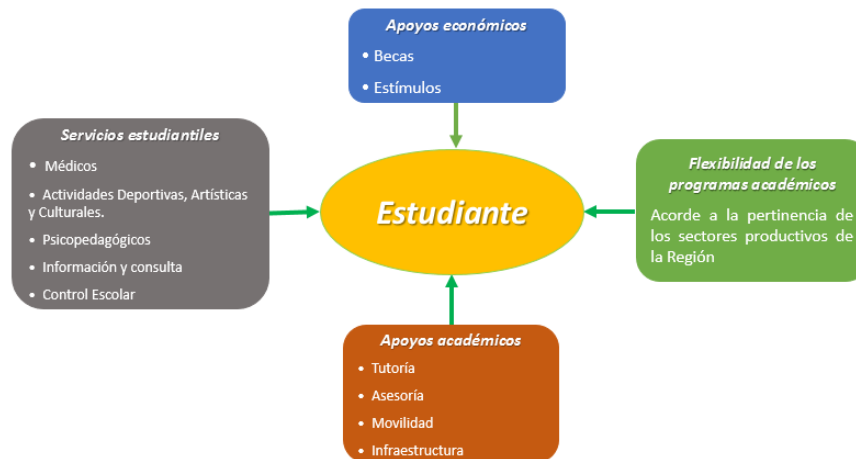 Apoyos económicos
• Becas
• Estímulos
Servicios estudiantiles
• Médicos
• Actividades Deportivas, Artísticas
y Culturales.
• Psicopedagógicos
• Información y consulta
• Control Escolar
Estudiante
Flexibilidad de los
programas académicos
Acorde a la pertinencia de
los sectores productivos de
la Región
Apoyos académicos
• Tutoría
• Asesoría
• Movilidad
• Infraestructura